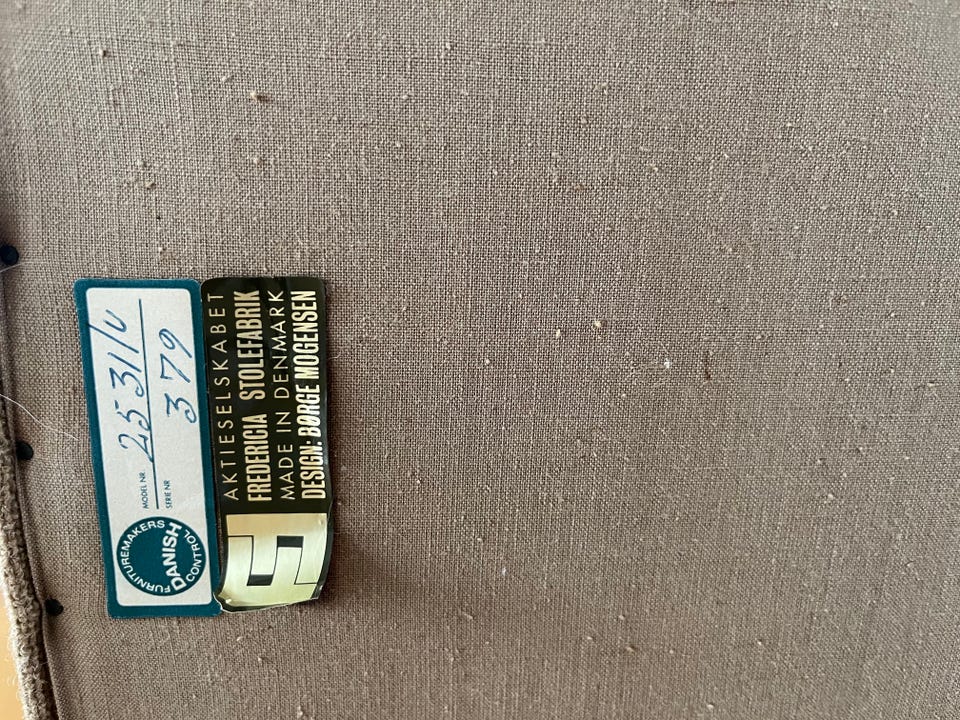 MODEL NR. 2531/v
SERIE NR 379
FURNITUREMAKERS
DANISH
CONTROL
AKTIESELSKABET
FREDERICIA STOLEFABRIK
MADE IN DENMARK
DESIGN: BØRGE MOGENSEN